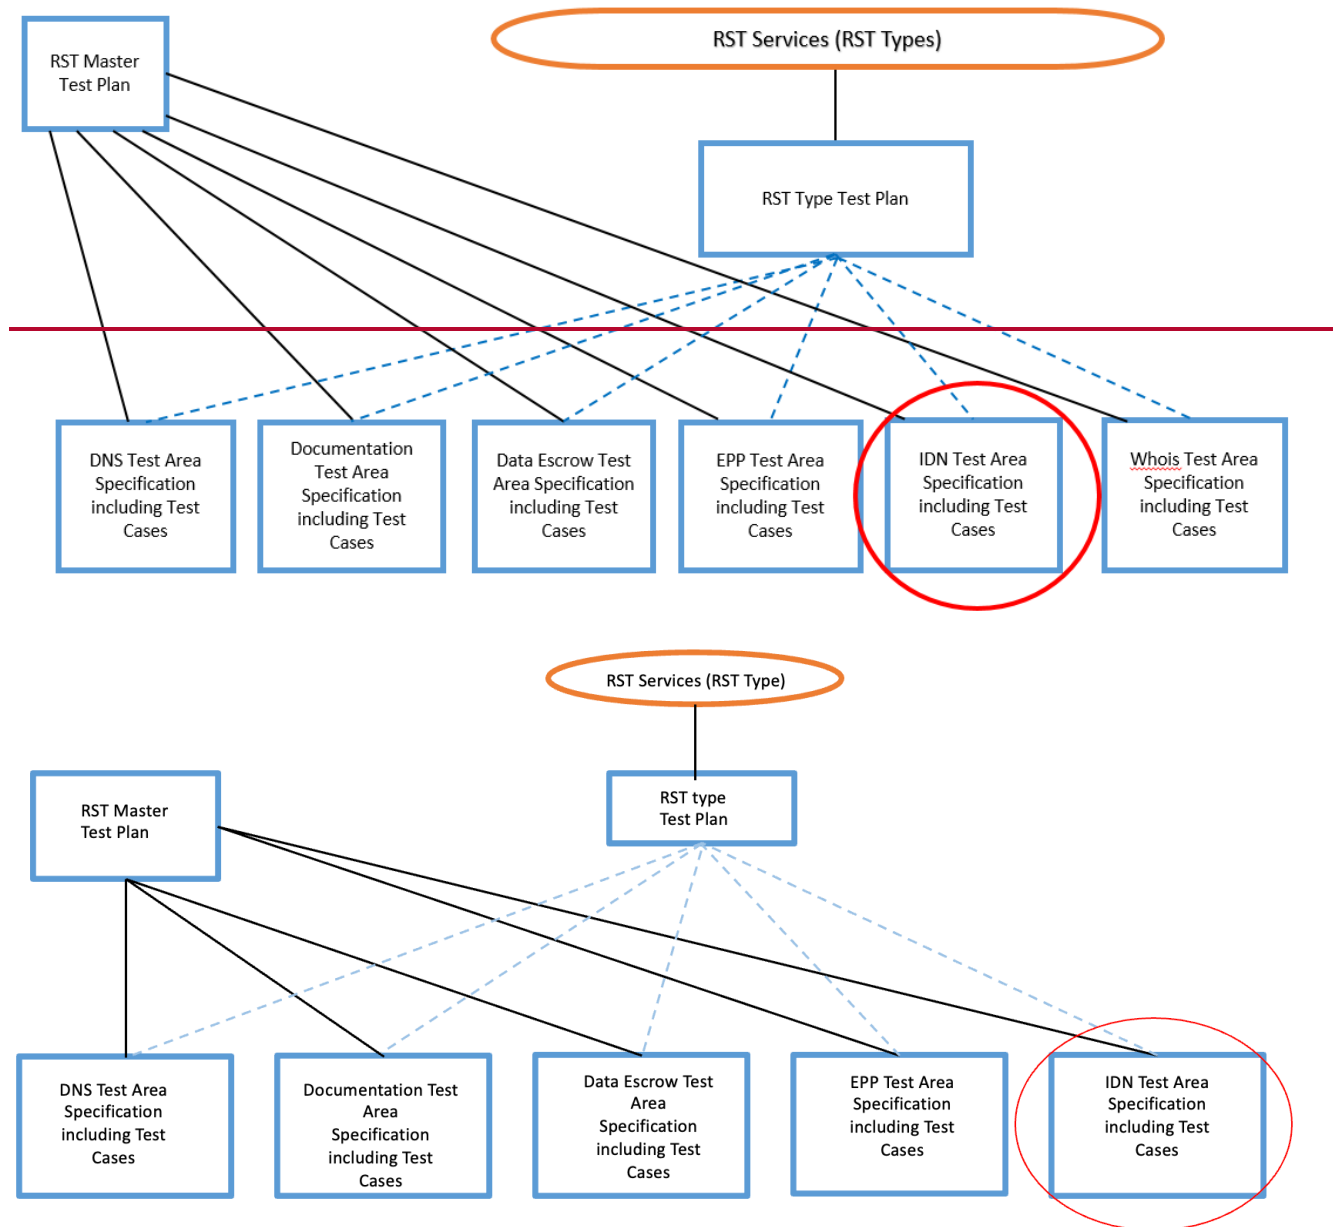 RST Master
Test Plan
RST Services (RST Types)
RST Type Test Plan
DNS Test Area
Specification
including Test
Cases
Documentation
Test Area
Specification
including Test
Cases
Data Escrow Test
Area Specification
including Test
Cases
EPP Test Area
Specification
including Test
Cases
IDN Test Area
Specification
including Test
Cases
Whois Test Area
Specification
including Test
Cases
RST Services (RST Type)
RST Master
Test Plan
RST type
Test Plan
DNS Test Area
Specification
including Test
Cases
Documentation Test
Area
Specification
including Test
Cases
Data Escrow Test
Area
Specification
including Test
Cases
EPP Test Area
Specification
including Test
Cases
IDN Test Area
Specification
including Test
Cases